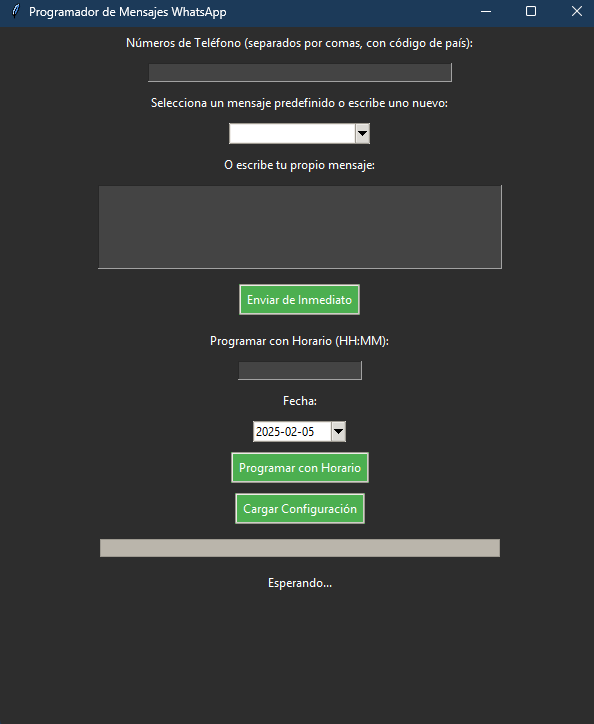 Programador de Mensajes WhatsApp
Números de Teléfono (separados por comas, con código de país):
Selecciona un mensaje predefinido o escribe uno nuevo:
O escribe tu propio mensaje:
Enviar de Inmediato
Programar con Horario (HH:MM):
Fecha:
2025-02-05
Programar con Horario
Cargar Configuración
Esperando...